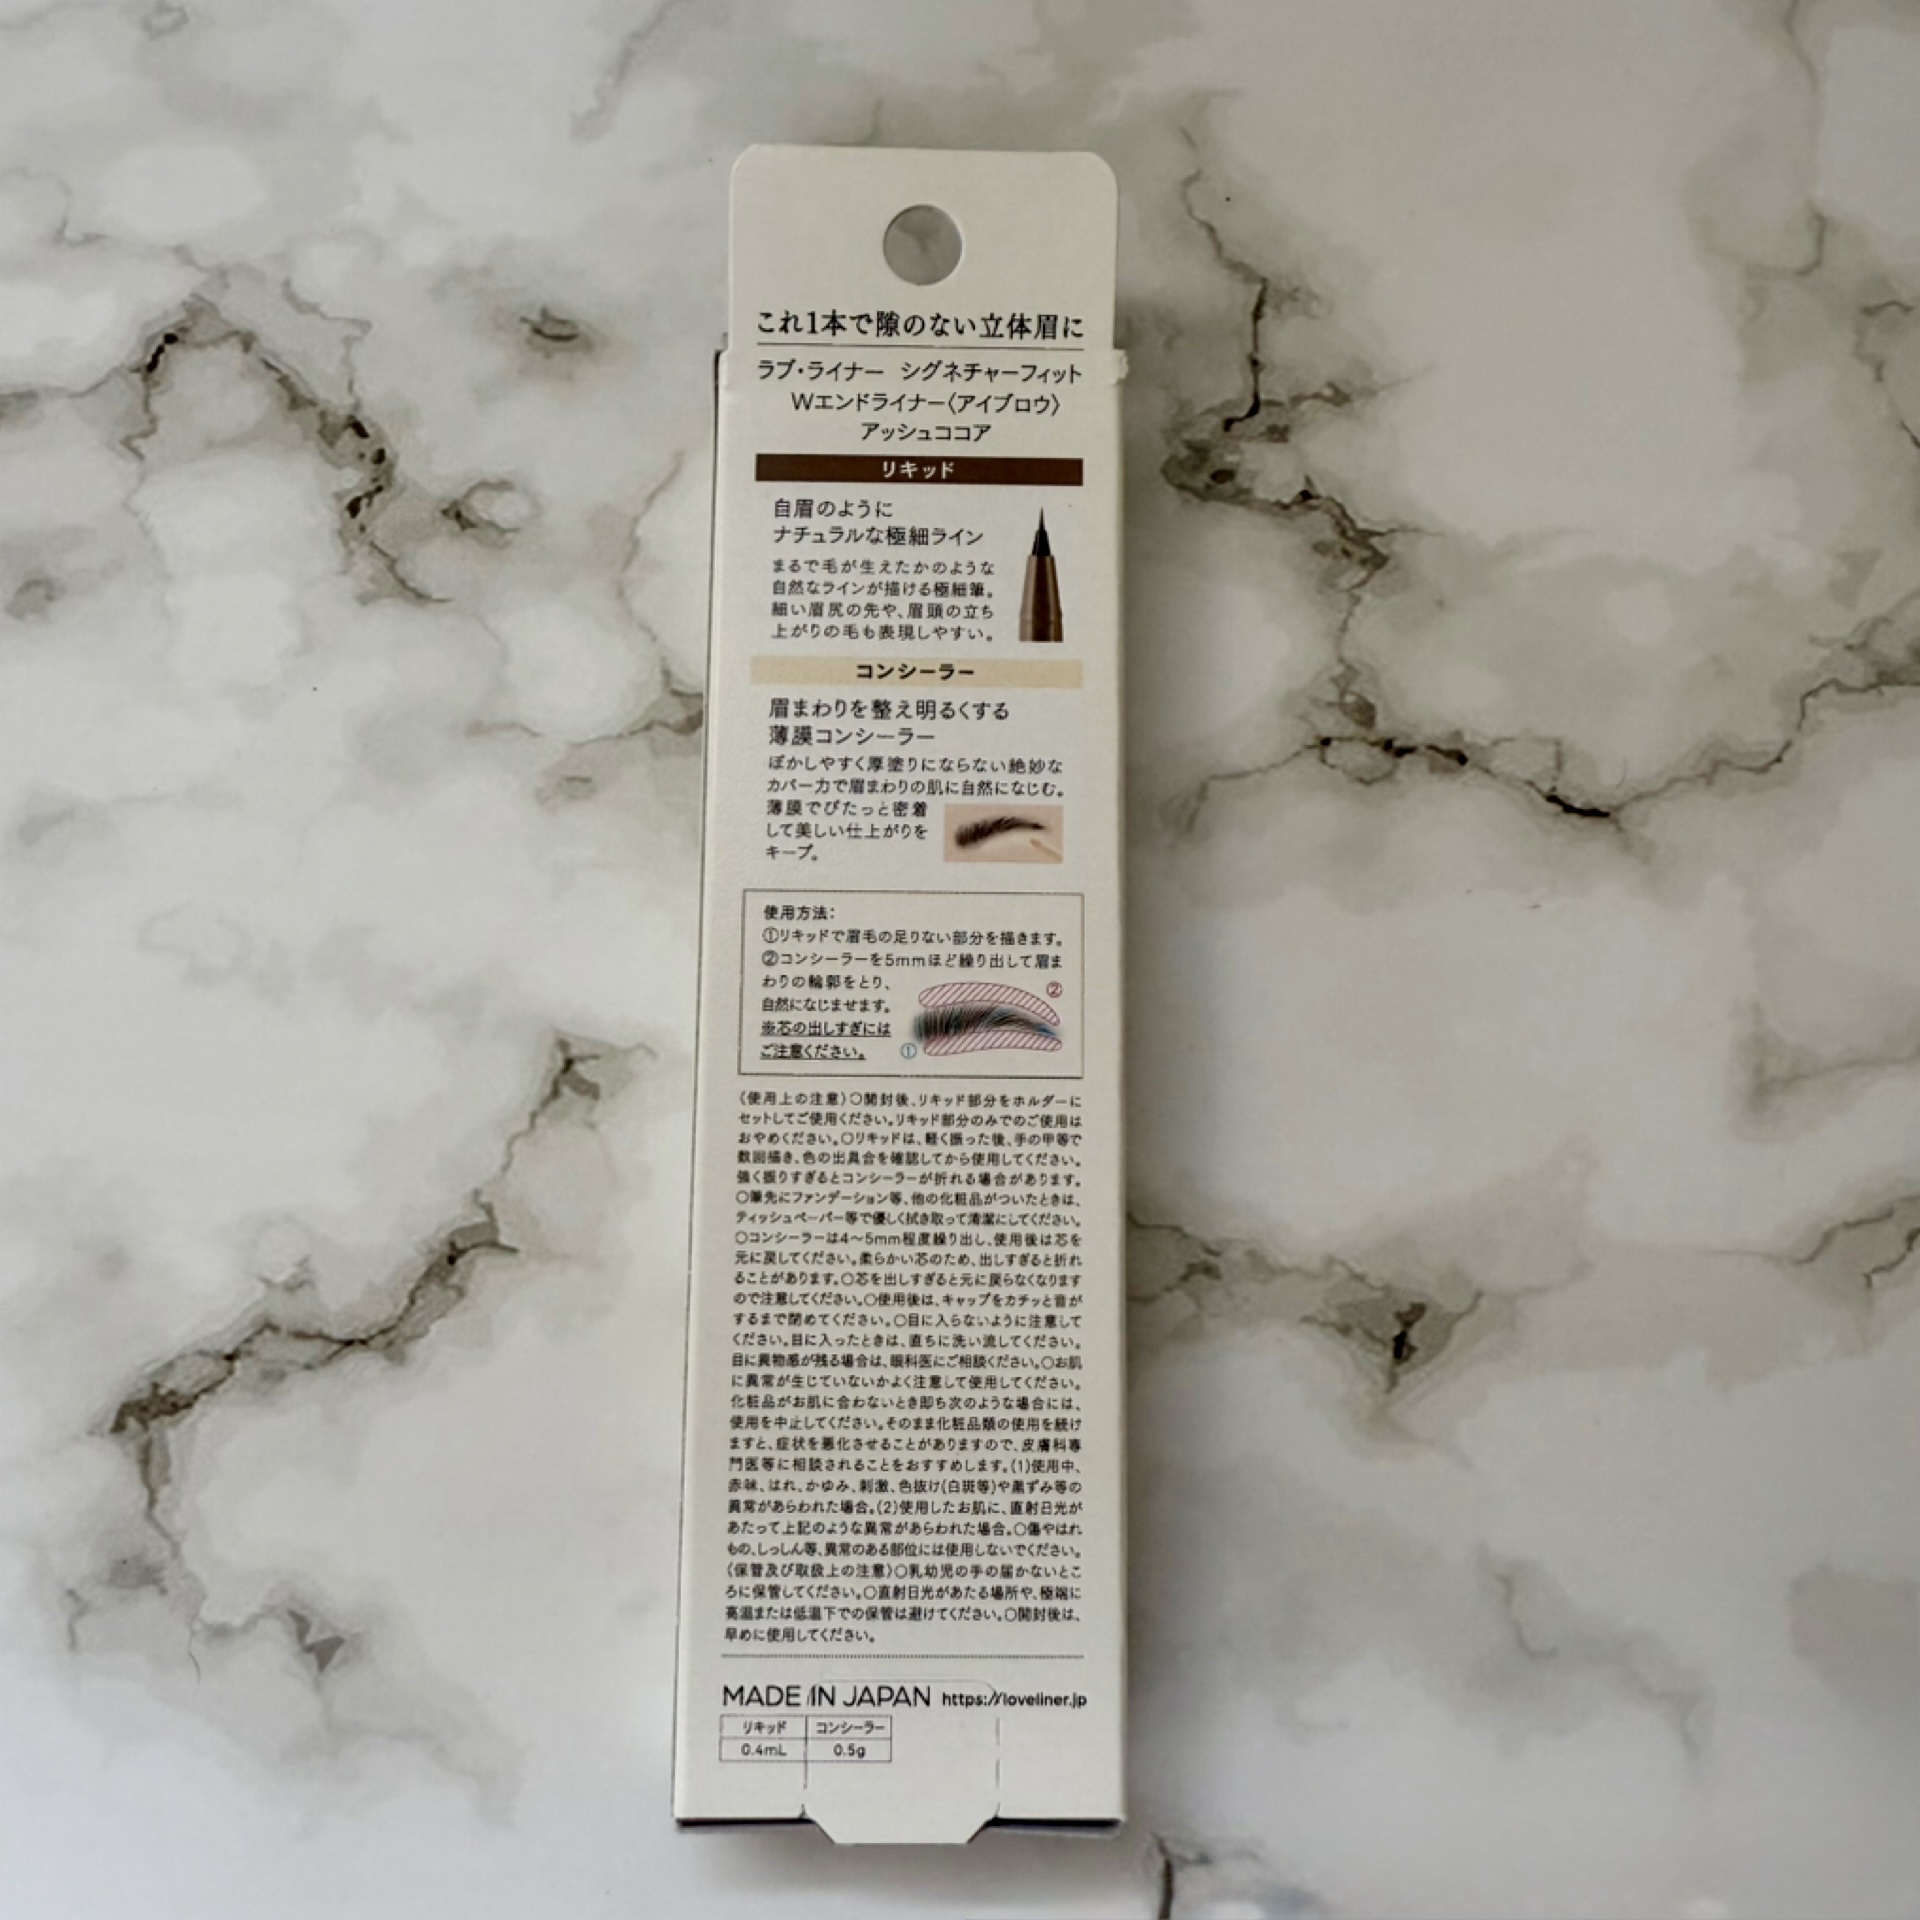 これ1本で隙のない立体眉に
ラブ・ライナー シグネチャーフィット
Wエンドライナー〈アイブロウ〉
アッシュココア
リキッド
自眉のように
ナチュラルな極細ライン
まるで毛が生えたかのような
自然なラインが描ける極細筆。
細い眉尻の先や、眉頭の立ち
上がりの毛も表現しやすい。
コンシーラー
眉まわりを整え明るくする
薄膜コンシーラー
ぼかしやすく厚塗りにならない絶妙な
カバー力で眉まわりの肌に自然になじむ。
薄膜でぴたっと密着
して美しい仕上がりを
キープ。
使用方法:
①リキッドで眉毛の足りない部分を描きます。
②コンシーラーを5mmほど繰り出して眉ま
わりの輪郭をとり、
自然になじませます。
※芯の出しすぎには
ご注意ください。
②
①
〈使用上の注意〉○開封後、リキッド部分をホルダーに
セットしてご使用ください。リキッド部分のみでのご使用は
おやめください。○リキッドは、軽く振った後、手の甲等で
数回描き、色の出具合を確認してから使用してください。
強く振りすぎるとコンシーラーが折れる場合があります。
○筆先にファンデーション等、他の化粧品がついたときは、
ティッシュペーパー等で優しく拭き取って清潔にしてください。
○コンシーラーは4〜5mm程度繰り出し、使用後は芯を
元に戻してください。柔らかい芯のため、出しすぎると折れ
ることがあります。○芯を出しすぎると元に戻らなくなります
ので注意してください。○使用後は、キャップをカチッと音が
するまで閉めてください。○目に入らないように注意して
ください。目に入ったときは、直ちに洗い流してください。
目に異物感が残る場合は、眼科医にご相談ください。○お肌
に異常が生じていないかよく注意して使用してください。
化粧品がお肌に合わないとき即ち次のような場合には、
使用を中止してください。そのまま化粧品類の使用を続け
ますと、症状を悪化させることがありますので、皮膚科専
門医等に相談されることをおすすめします。(1)使用中、
赤味、はれ、かゆみ、刺激、色抜け(白斑等)や黒ずみ等の
異常があらわれた場合。(2)使用したお肌に、直射日光が
あたって上記のような異常があらわれた場合。○傷やはれ
もの、しっしん等、異常のある部位には使用しないでください。
〈保管及び取扱上の注意〉○乳幼児の手の届かないとこ
ろに保管してください。○直射日光があたる場所や、極端に
高温または低温下での保管は避けてください。○開封後は、
早めに使用してください。
MADE IN JAPAN https://loveliner.jp
リキッド コンシーラー
0.4mL 0.5g